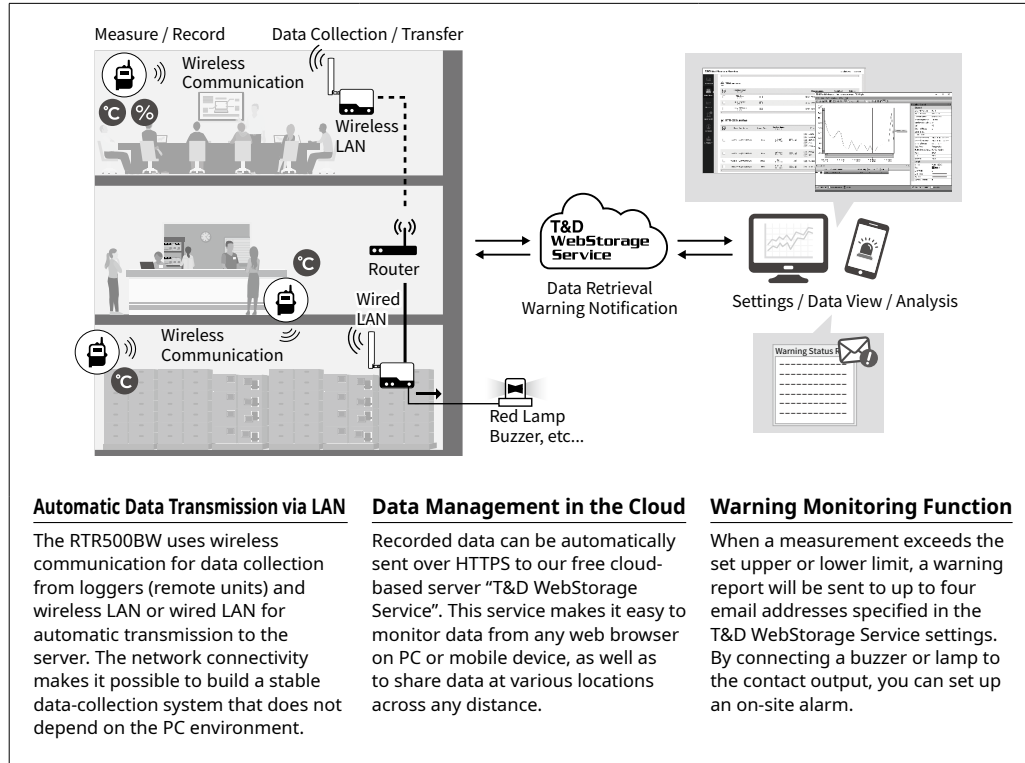 Measure / Record
Data Collection / Transfer
Wireless
Communication
°C
%
Wireless
LAN
°C
Router
Wired
LAN
Wireless
Communication
°C
T&D
WebStorage
Service
Data Retrieval
Warning Notification
Settings / Data View / Analysis
Warning Status R
Red Lamp
Buzzer, etc...
Automatic Data Transmission via LAN
The RTR500BW uses wireless
communication for data collection
from loggers (remote units) and
wireless LAN or wired LAN for
automatic transmission to the
server. The network connectivity
makes it possible to build a stable
data-collection system that does not
depend on the PC environment.
Data Management in the Cloud
Recorded data can be automatically
sent over HTTPS to our free cloud-
based server “T&D WebStorage
Service”. This service makes it easy to
monitor data from any web browser
on PC or mobile device, as well as
to share data at various locations
across any distance.
Warning Monitoring Function
When a measurement exceeds the
set upper or lower limit, a warning
report will be sent to up to four
email addresses specified in the
T&D WebStorage Service settings.
By connecting a buzzer or lamp to
the contact output, you can set up
an on-site alarm.